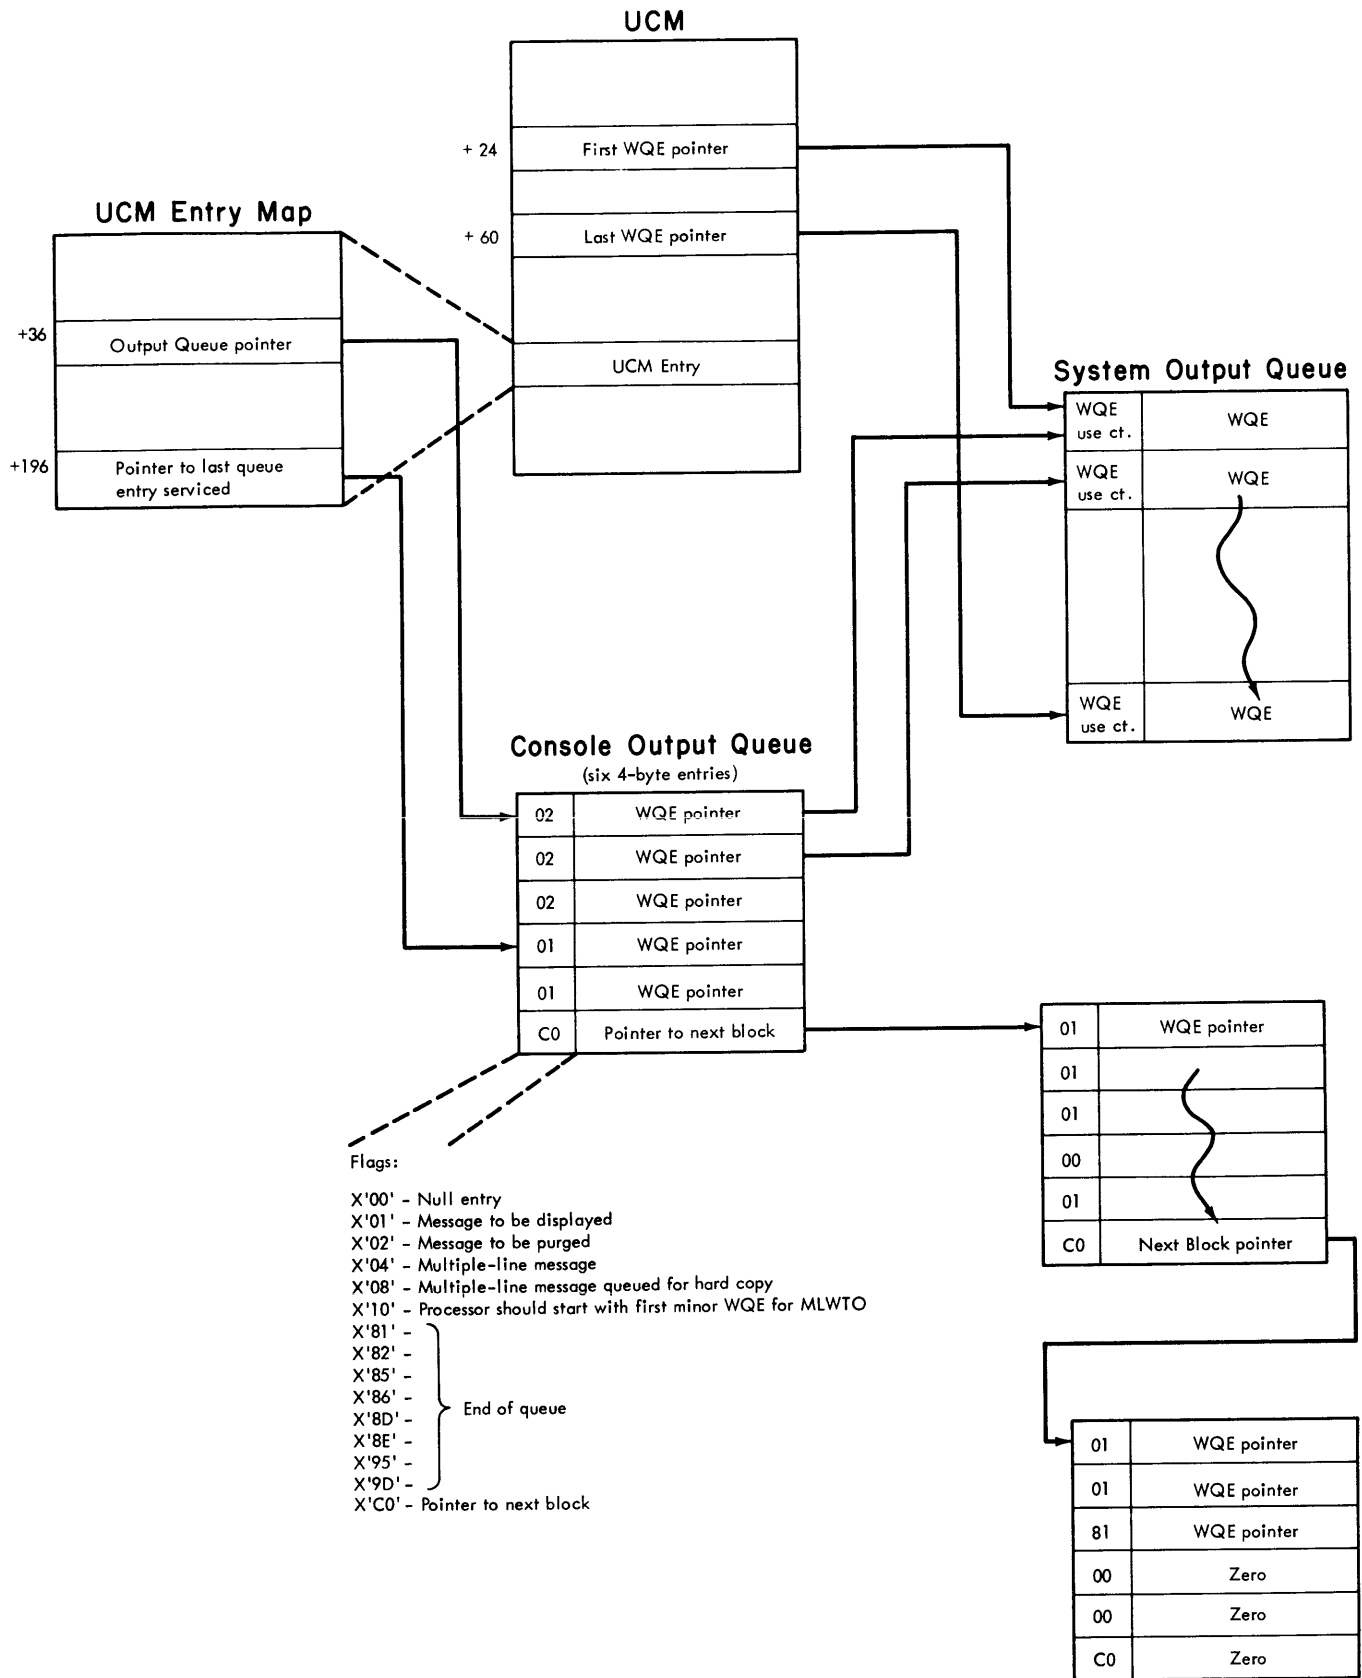 UCM
+ 24
First WQE pointer
+ 60
Last WQE pointer
UCM Entry
UCM Entry Map
+36
Output Queue pointer
+196
Pointer to last queue
entry serviced
System Output Queue
WQE
use ct.
WQE
WQE
use ct.
WQE
WQE
use ct.
WQE
Console Output Queue
(six 4-byte entries)
02 WQE pointer
02 WQE pointer
02 WQE pointer
01 WQE pointer
01 WQE pointer
C0 Pointer to next block
01 WQE pointer
01
01
00
01
C0 Next Block pointer
Flags:
X'00' - Null entry
X'01' - Message to be displayed
X'02' - Message to be purged
X'04' - Multiple-line message
X'08' - Multiple-line message queued for hard copy
X'10' - Processor should start with first minor WQE for MLWTO
X'81' -
X'82' -
X'85' -
X'86' -
X'8D' -
X'8E' -
X'95' -
X'9D' -
End of queue
X'C0' - Pointer to next block
01 WQE pointer
01 WQE pointer
81 WQE pointer
00 Zero
00 Zero
C0 Zero